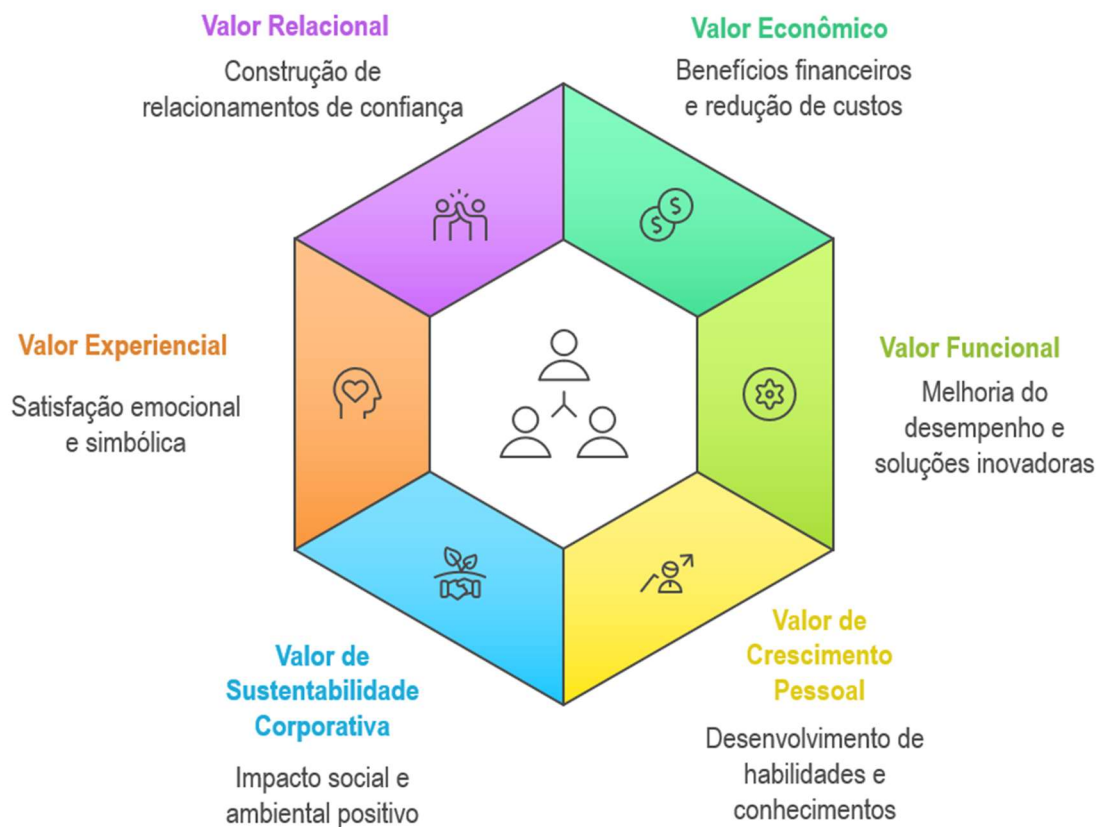 Valor Relacional
Construção de
relacionamentos de confiança
Valor Econômico
Benefícios financeiros
e redução de custos
Valor Experiencial
Satisfação emocional
e simbólica
Valor Funcional
Melhoria do
desempenho e
soluções inovadoras
Valor de
Sustentabilidade
Corporativa
Impacto social e
ambiental positivo
Valor de
Crescimento
Pessoal
Desenvolvimento de
habilidades e
conhecimentos